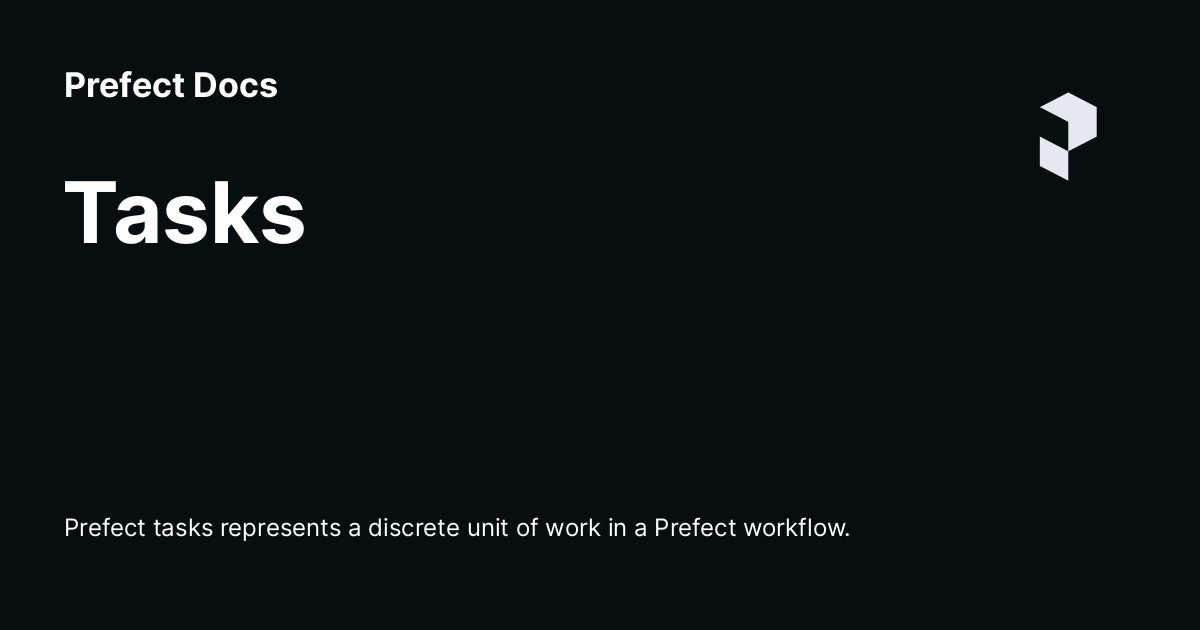 Prefect Docs
Tasks
Prefect tasks represents a discrete unit of work in a Prefect workflow.